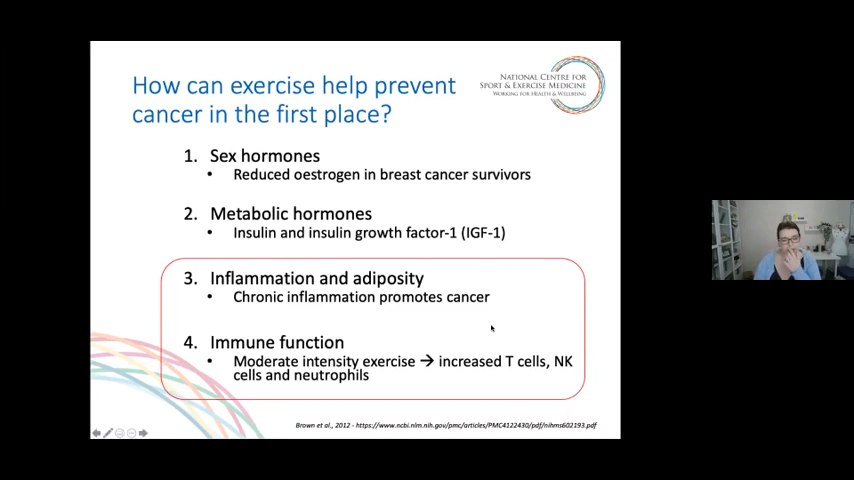 How can exercise help prevent
cancer in the first place?
NATIONAL CENTRE FOR
SPORT & EXERCISE MEDICINE
WORKING FOR HEALTH & WELLBEING
1. Sex hormones
• Reduced oestrogen in breast cancer survivors
2. Metabolic hormones
• Insulin and insulin growth factor-1 (IGF-1)
3. Inflammation and adiposity
• Chronic inflammation promotes cancer
4. Immune function
• Moderate intensity exercise → increased T cells, NK
cells and neutrophils
Brown et al., 2012 - https://www.ncbi.nlm.nih.gov/pmc/articles/PMC4122430/pdf/nihms602193.pdf